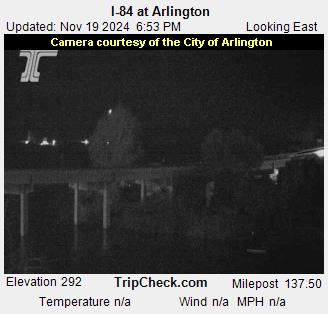 I-84 at Arlington
Updated: Nov 19 2024 6:53 PM Looking East
Camera courtesy of the City of Arlington
Elevation 292 TripCheck.com Milepost 137.50
Temperature n/a Wind n/a MPH n/a